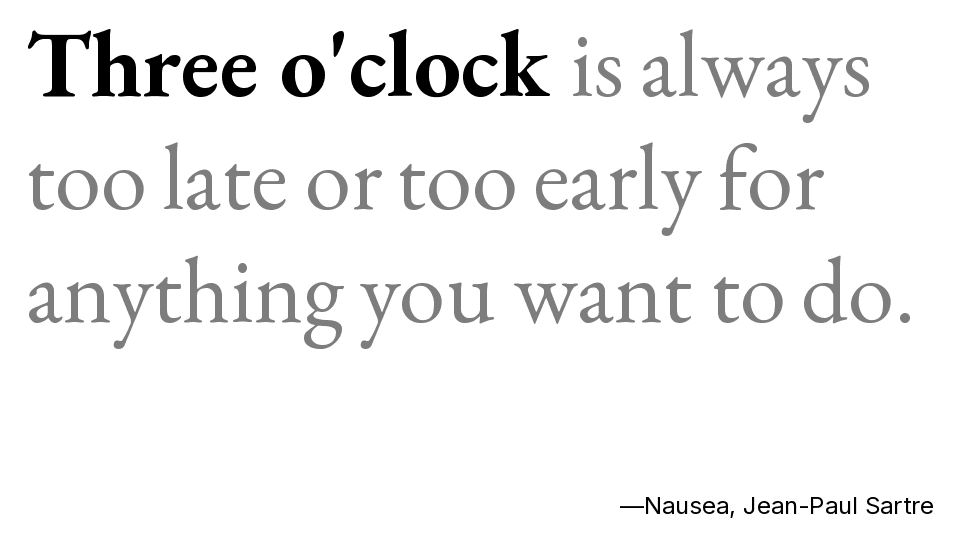 Three o'clock is always
too late or too early for
anything you want to do.
—Nausea, Jean-Paul Sartre